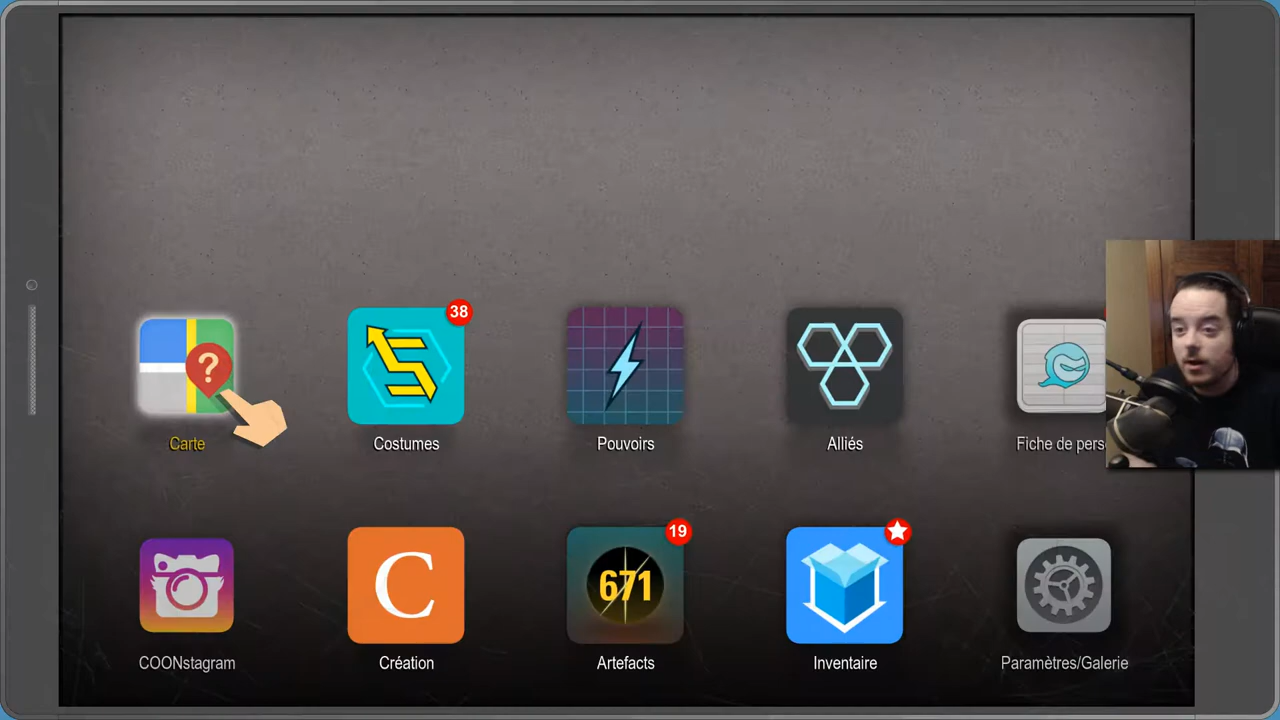 ?
38
Carte
Costumes
Pouvoirs
Alliés
Fiche de pers
C
19
671
COONstagram
Création
Artefacts
Inventaire
Paramètres/Galerie